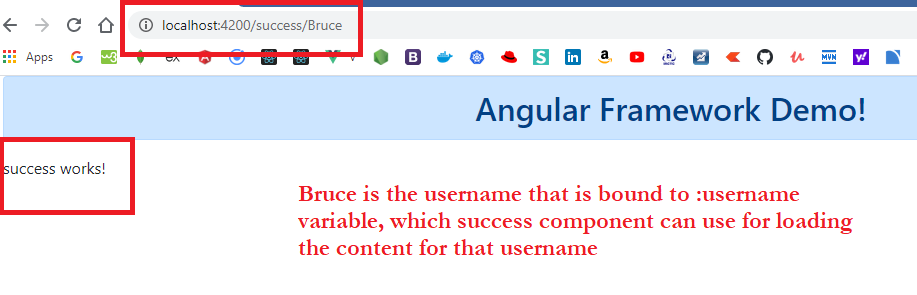 localhost:4200/success/Bruce
Apps
Angular Framework Demo!
success works!
Bruce is the username that is bound to :username
variable, which success component can use for loading
the content for that username